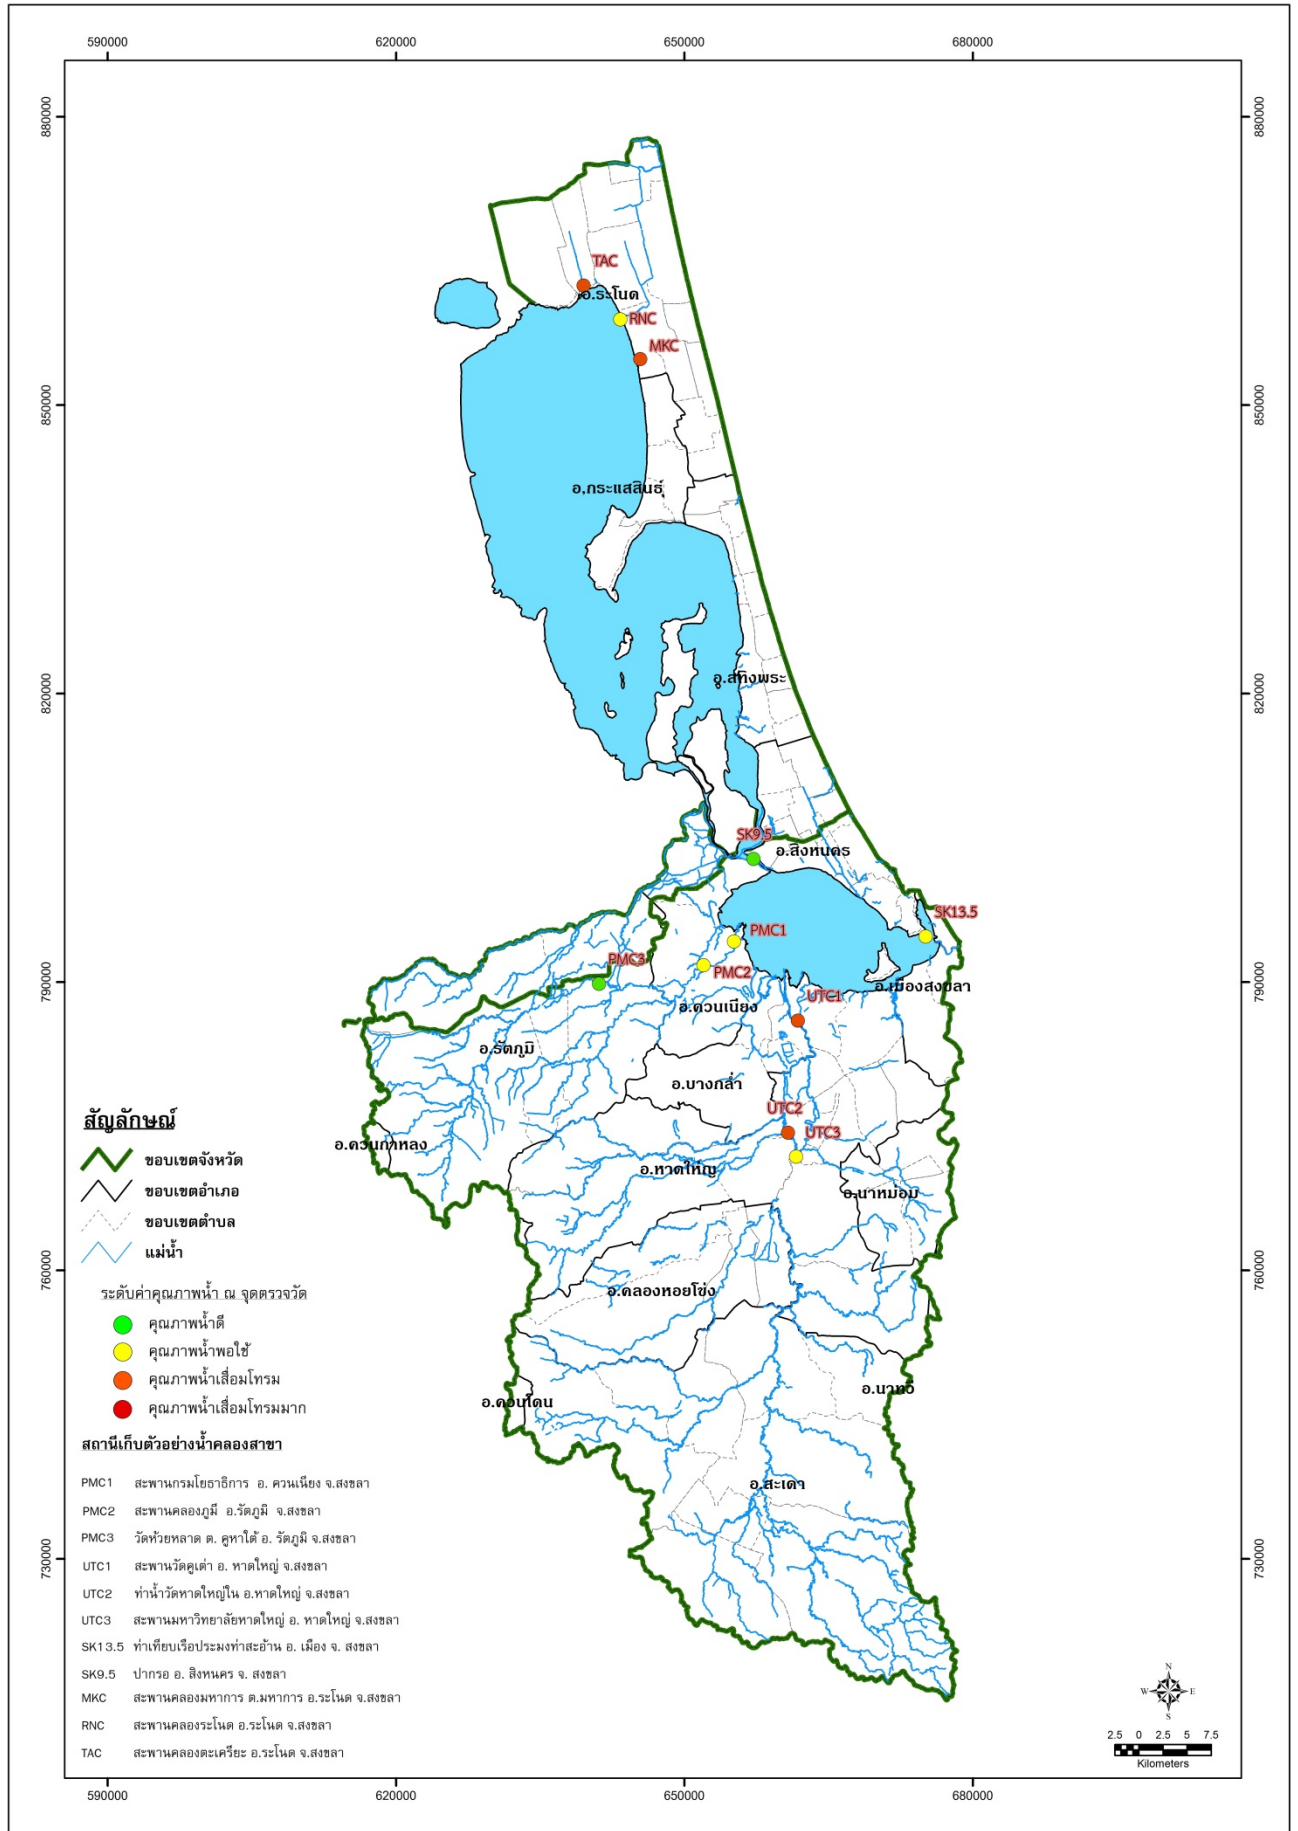 590000 620000 650000 680000
880000 880000
TAC
อ.ระโนด
RNC
MKC
850000 850000
อ.กระแสสินธุ์
820000 820000
อ.สทิงพระ
SK9.5
อ.สิงหนคร
SK13.5
PMC1
PMC3
PMC2
790000 790000
อ.เมืองสงขลา
UTC1
อ.ควนเนียง
อ.รัตภูมิ
อ.บางกล่ำ
UTC2
UTC3
อ.ควนกาหลง
อ.หาดใหญ่
อ.นาหม่อม
760000 760000
อ.คลองหอยโข่ง
อ.นาทวี
อ.ควนโดน
อ.สะเดา
730000 730000
สัญลักษณ์
ขอบเขตจังหวัด
ขอบเขตอำเภอ
ขอบเขตตำบล
แม่น้ำ
ระดับค่าคุณภาพน้ำ ณ จุดตรวจวัด
คุณภาพน้ำดี
คุณภาพน้ำพอใช้
คุณภาพน้ำเสื่อมโทรม
คุณภาพน้ำเสื่อมโทรมมาก
สถานีเก็บตัวอย่างน้ำคลองสาขา
PMC1 สะพานกรมโยธาธิการ อ. ควนเนียง จ.สงขลา
PMC2 สะพานคลองภูมี อ.รัตภูมิ จ.สงขลา
PMC3 วัดห้วยหลาด ต. คูหาใต้ อ. รัตภูมิ จ.สงขลา
UTC1 สะพานวัดคูเต่า อ. หาดใหญ่ จ.สงขลา
UTC2 ท่าน้ำวัดหาดใหญ่ใน อ.หาดใหญ่ จ.สงขลา
UTC3 สะพานมหาวิทยาลัยหาดใหญ่ อ. หาดใหญ่ จ.สงขลา
SK13.5 ท่าเทียบเรือประมงท่าสะอ้าน อ. เมือง จ. สงขลา
SK9.5 ปากรอ อ. สิงหนคร จ. สงขลา
MKC สะพานคลองมหาการ ต.มหาการ อ.ระโนด จ.สงขลา
RNC สะพานคลองระโนด อ.ระโนด จ.สงขลา
TAC สะพานคลองตะเครียะ อ.ระโนด จ.สงขลา
N
W E
S
2.5 0 2.5 5 7.5
Kilometers
590000 620000 650000 680000